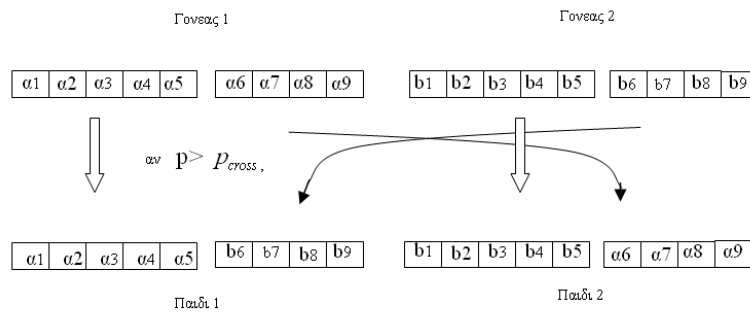 Γονεας 1 Γονεας 2
α1 α2 α3 α4 α5 α6 α7 α8 α9 b1 b2 b3 b4 b5 b6 b7 b8 b9
αν p> pcross,
α1 α2 α3 α4 α5 b6 b7 b8 b9 b1 b2 b3 b4 b5 α6 α7 α8 α9
Παιδι 1 Παιδι 2